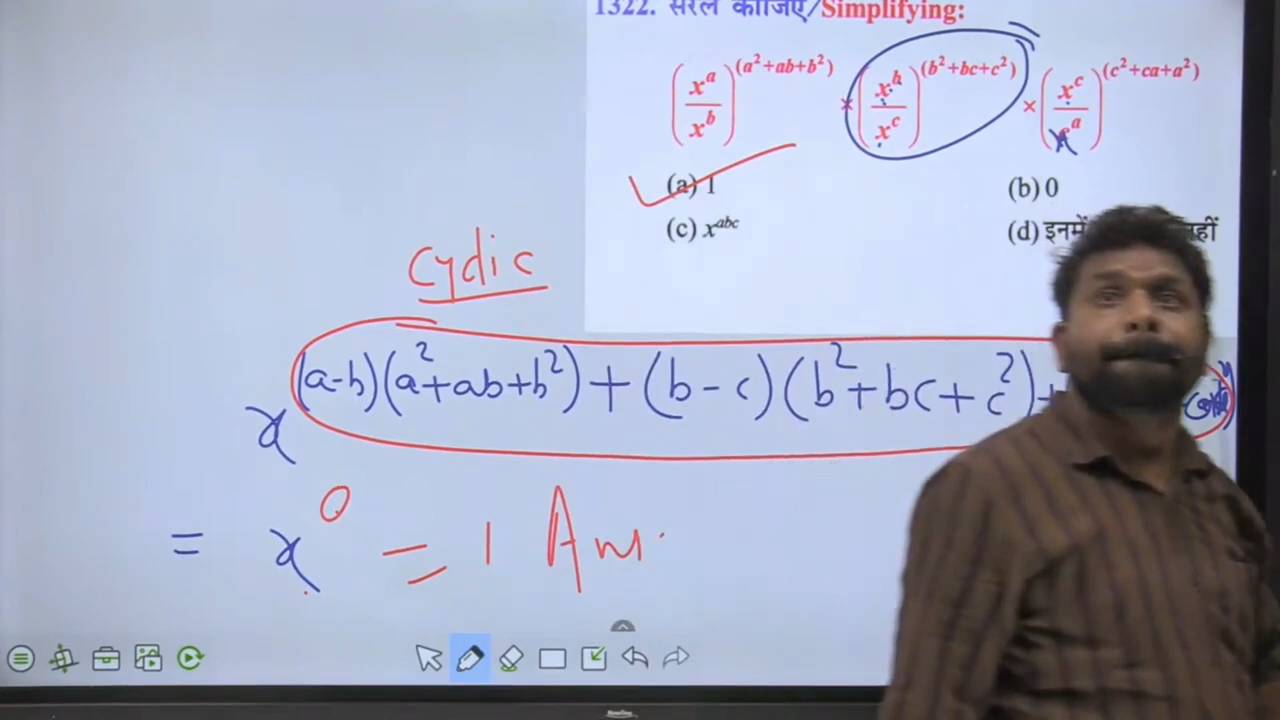 1322. सरल कीजिए/Simplifying:
(x^a/x^b)^(a²+ab+b²) × (x^b/x^c)^(b²+bc+c²) × (x^c/x^a)^(c²+ca+a²)
(a) 1 (b) 0
(c) x^abc (d) इनमें
Cyclic
x^(a-b)(a²+ab+b²)+(b-c)(b²+bc+c²)+
= x^0 = 1 Ans.